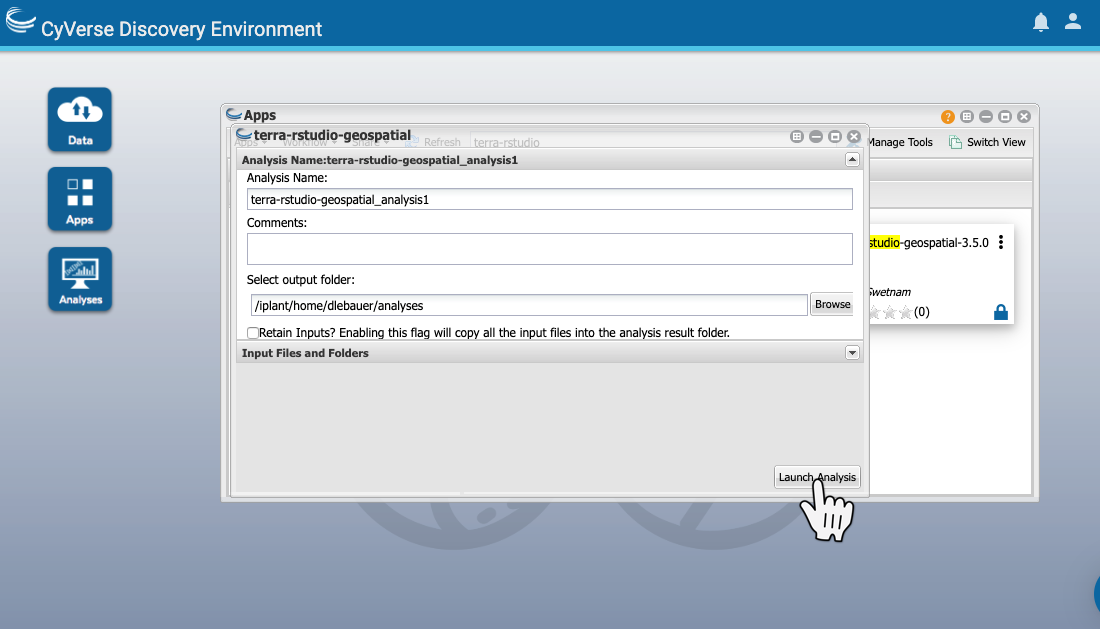 CyVerse Discovery Environment
Data
Apps
Analyses
Apps
?
terra-rstudio-geospatial
Apps Workflow Share Refresh terra-rstudio
Manage Tools Switch View
Analysis Name:terra-rstudio-geospatial_analysis1
Analysis Name:
terra-rstudio-geospatial_analysis1
Comments:
Select output folder:
/iplant/home/dlebauer/analyses
Browse
Retain Inputs? Enabling this flag will copy all the input files into the analysis result folder.
Input Files and Folders
Launch Analysis
studio-geospatial-3.5.0
Swetnam
(0)